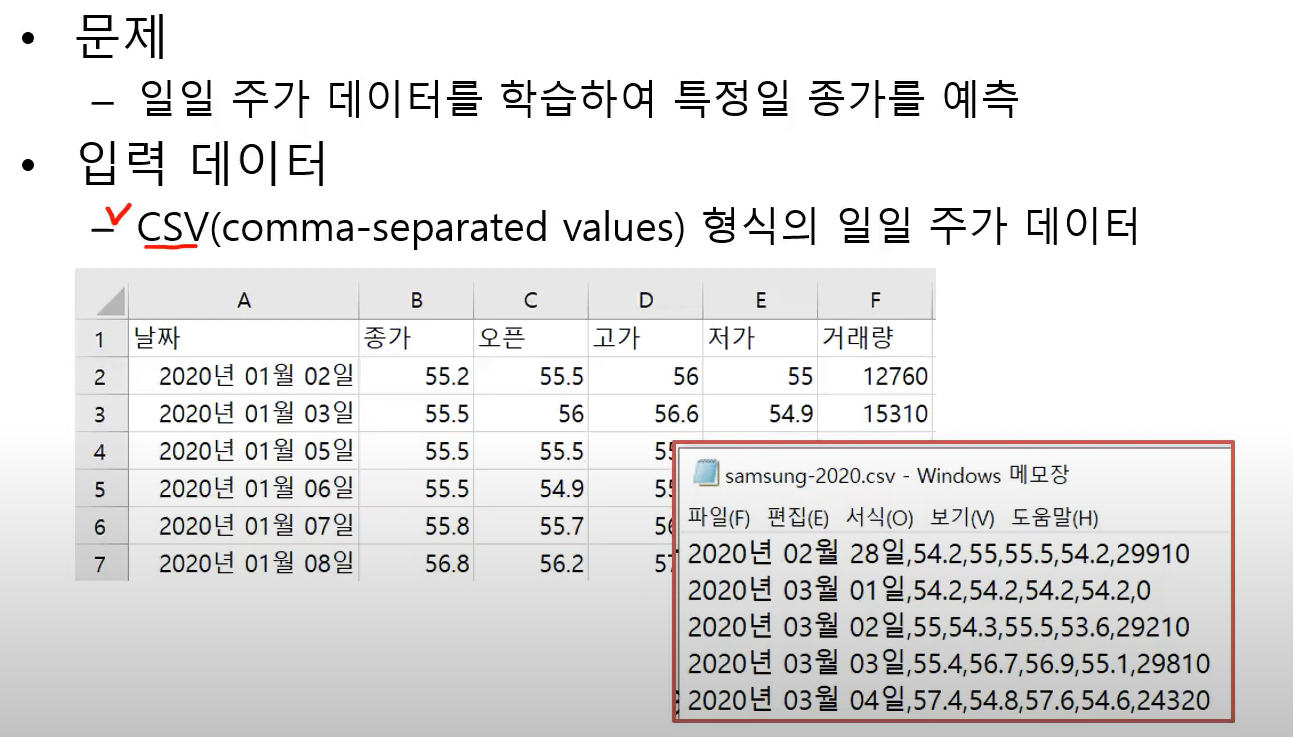 • 문제
– 일일 주가 데이터를 학습하여 특정일 종가를 예측
• 입력 데이터
– CSV(comma-separated values) 형식의 일일 주가 데이터
A B C D E F
1 날짜 종가 오픈 고가 저가 거래량
2 2020년 01월 02일 55.2 55.5 56 55 12760
3 2020년 01월 03일 55.5 56 56.6 54.9 15310
4 2020년 01월 05일 55.5 55.5
5 2020년 01월 06일 55.5 54.9
6 2020년 01월 07일 55.8 55.7
7 2020년 01월 08일 56.8 56.2
samsung-2020.csv - Windows 메모장
파일(F) 편집(E) 서식(O) 보기(V) 도움말(H)
2020년 02월 28일,54.2,55,55.5,54.2,29910
2020년 03월 01일,54.2,54.2,54.2,54.2,0
2020년 03월 02일,55,54.3,55.5,53.6,29210
2020년 03월 03일,55.4,56.7,56.9,55.1,29810
2020년 03월 04일,57.4,54.8,57.6,54.6,24320